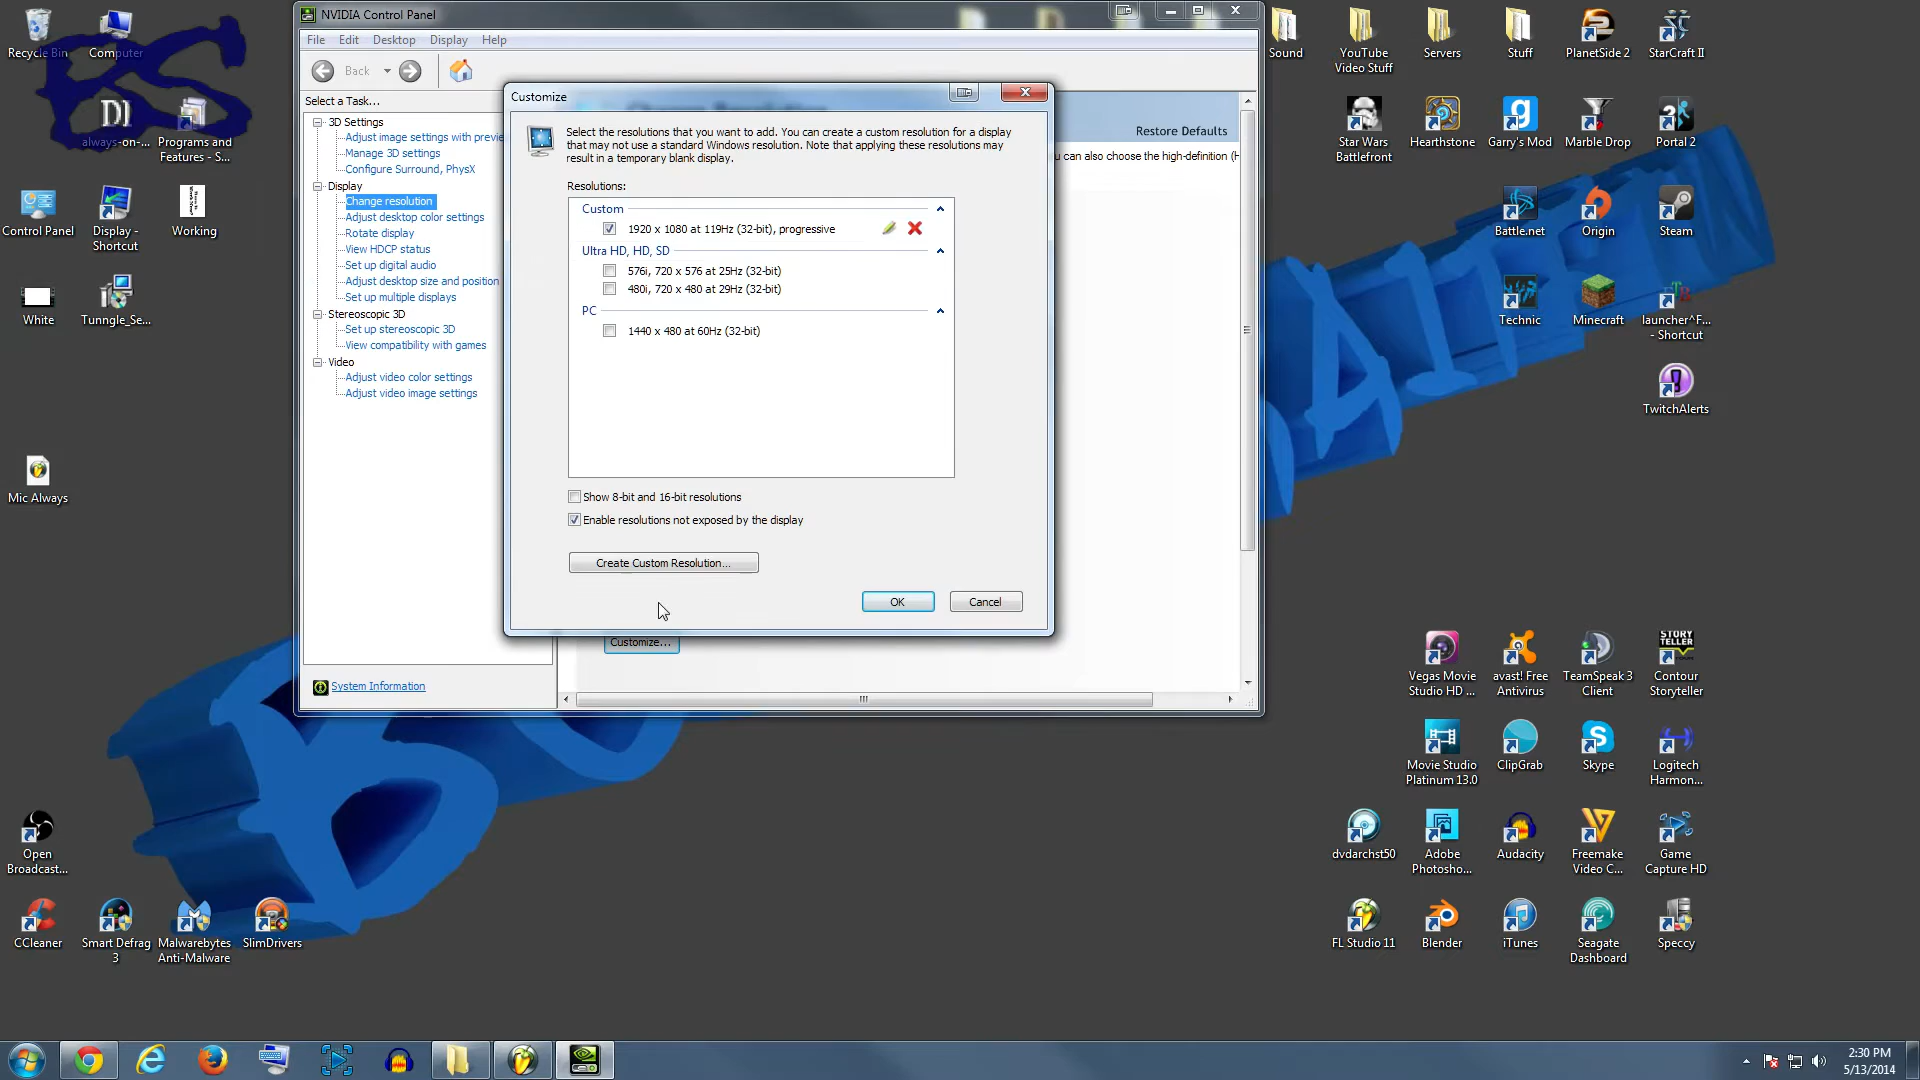 Recycle Bin
Computer
always-on-...
Programs and
Features - S...
Control Panel
Display -
Shortcut
Working
White
Tunngle_Se...
Mic Always
Open
Broadcast...
CCleaner
Smart Defrag
3
Malwarebytes
Anti-Malware
SlimDrivers
NVIDIA Control Panel
File
Edit
Desktop
Display
Help
Back
Select a Task...
3D Settings
Adjust image settings with previe
Manage 3D settings
Configure Surround, PhysX
Display
Change resolution
Adjust desktop color settings
Rotate display
View HDCP status
Set up digital audio
Adjust desktop size and position
Set up multiple displays
Stereoscopic 3D
Set up stereoscopic 3D
View compatibility with games
Video
Adjust video color settings
Adjust video image settings
System Information
Restore Defaults
u can also choose the high-definition (H
Customize
Select the resolutions that you want to add. You can create a custom resolution for a display
that may not use a standard Windows resolution. Note that applying these resolutions may
result in a temporary blank display.
Resolutions:
Custom
1920 x 1080 at 119Hz (32-bit), progressive
Ultra HD, HD, SD
576i, 720 x 576 at 25Hz (32-bit)
480i, 720 x 480 at 29Hz (32-bit)
PC
1440 x 480 at 60Hz (32-bit)
Show 8-bit and 16-bit resolutions
Enable resolutions not exposed by the display
Create Custom Resolution...
OK
Cancel
Customize...
Sound
YouTube
Video Stuff
Servers
Stuff
PlanetSide 2
StarCraft II
Star Wars
Battlefront
Hearthstone
Garry's Mod
Marble Drop
Portal 2
Battle.net
Origin
Steam
Technic
Minecraft
launcher^F...
- Shortcut
TwitchAlerts
Vegas Movie
Studio HD ...
avast! Free
Antivirus
TeamSpeak 3
Client
STORY
TELLER
Contour
Storyteller
Movie Studio
Platinum 13.0
ClipGrab
Skype
Logitech
Harmon...
dvdarchst50
Adobe
Photosho...
Audacity
Freemake
Video C...
Game
Capture HD
FL Studio 11
Blender
iTunes
Seagate
Dashboard
Speccy
2:30 PM
5/13/2014